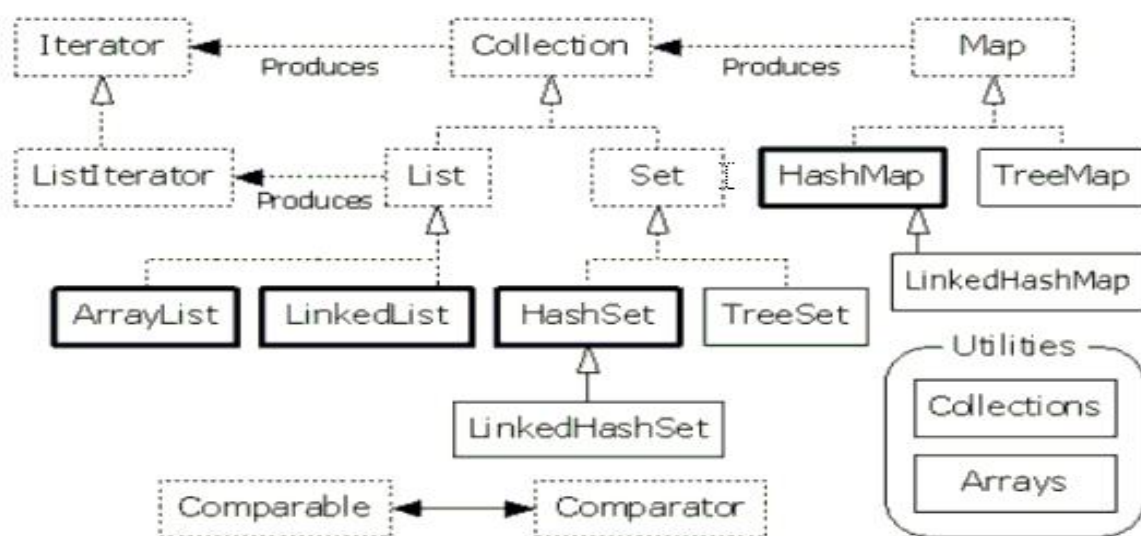 Iterator
Produces
Collection
Produces
Map
ListIterator
Produces
List
Set
HashMap
TreeMap
ArrayList
LinkedList
HashSet
TreeSet
LinkedHashMap
LinkedHashSet
Utilities
Collections
Arrays
Comparable
Comparator